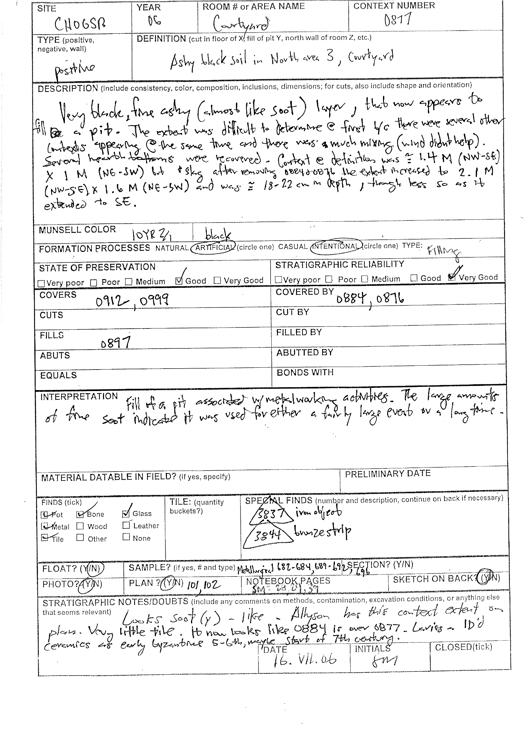 SITE YEAR ROOM # or AREA NAME CONTEXT NUMBER
CHOGSR 06 Courtyard 0877
TYPE (positive, negative, wall) DEFINITION (cut in floor of X, fill of pit Y, north wall of room Z, etc.)
positive Ashy black soil in North area 3, Courtyard
DESCRIPTION (include consistency, color, composition, inclusions, dimensions; for cuts, also include shape and orientation)
Very black, fine ashy (almost like soot) layer, that now appears to
fill a pit. The extent was difficult to determine @ first b/c there were several other
contexts appearing @ the same time and there was much mixing (wind didn't help).
Several hearth bottoms were recovered. Context @ definition was ≅ 1.4 M (NW-SE)
X 1 M (NE-SW) but after removing 0884 & 0876 the extent increased to 2.1 M
(NW-SE) X 1.6 M (NE-SW) and was ≅ 18-22 cm in depth, though less so as it
extended to SE.
MUNSELL COLOR 10YR 2/1 black
FORMATION PROCESSES NATURAL ARTIFICIAL (circle one) CASUAL INTENTIONAL (circle one) TYPE: Filling
STATE OF PRESERVATION STRATIGRAPHIC RELIABILITY
Very poor Poor Medium Good Very Good Very poor Poor Medium Good Very Good
COVERS 0912, 0999 COVERED BY 0884, 0876
CUTS CUT BY
FILLS 0897 FILLED BY
ABUTS ABUTTED BY
EQUALS BONDS WITH
INTERPRETATION Fill of a pit associated w/ metalworking activities. The large amounts
of fine soot indicated it was used for either a fairly large event or a long time.
MATERIAL DATABLE IN FIELD? (if yes, specify) PRELIMINARY DATE
FINDS (tick) TILE: (quantity buckets?) SPECIAL FINDS (number and description, continue on back if necessary)
Pot Bone Glass 3837 iron object
Metal Wood Leather 3844 bronze strip
Tile Other None
FLOAT? (Y/N) SAMPLE? (if yes, # and type) 682-684, 689-692, 696 SECTION? (Y/N)
PHOTO? (Y/N) PLAN? (Y/N) 101, 102 NOTEBOOK PAGES SKETCH ON BACK? (Y/N)
STRATIGRAPHIC NOTES/DOUBTS (include any comments on methods, contamination, excavation conditions, or anything else
that seems relevant) Looks soot(y)-like. Allyson has this context extent on
plans. Very little tile. It now looks like 0884 is over 0877. ID'd
ceramics as early byzantine 5-6th, maybe start of 7th century.
DATE INITIALS CLOSED(tick)
16.VII.06 SM